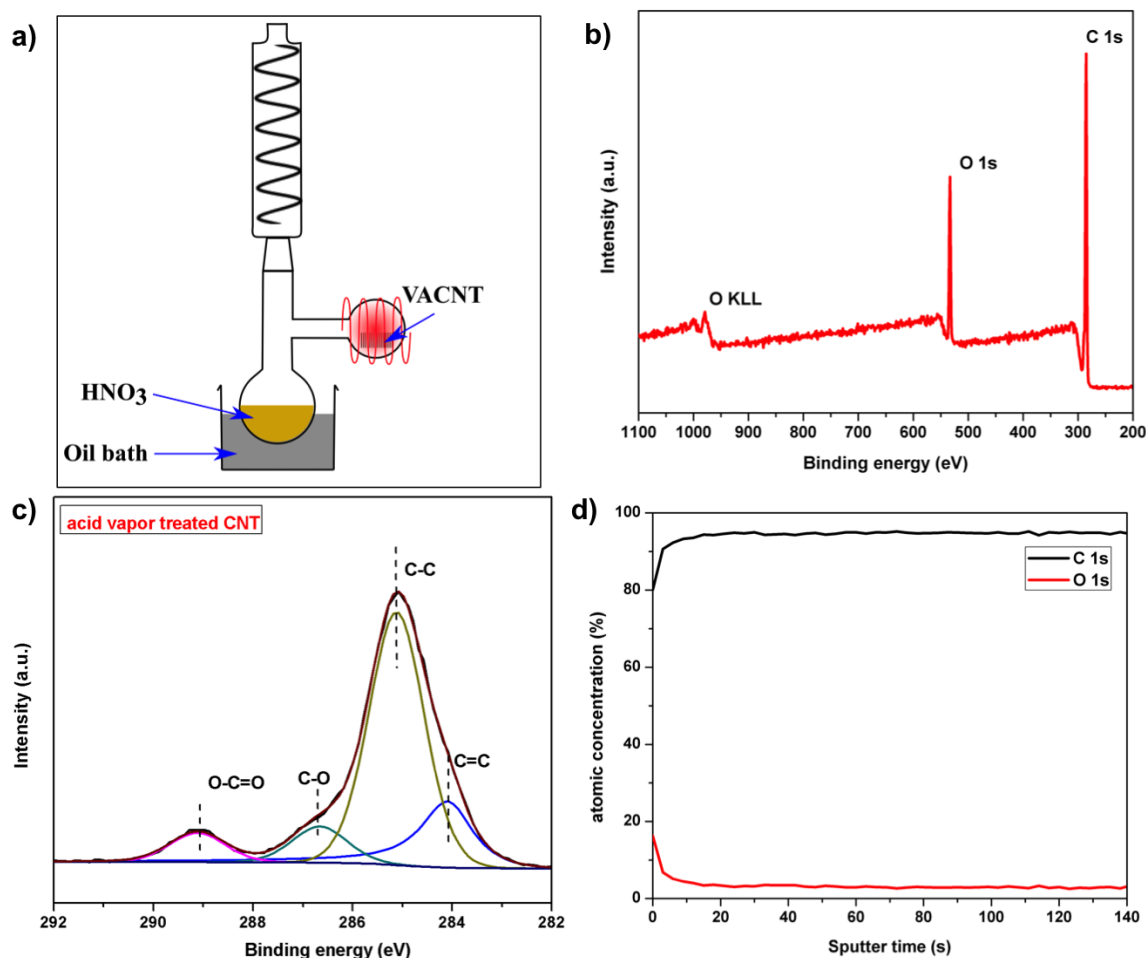 a)
VACNT
HNO3
Oil bath
b)
C 1s
O 1s
O KLL
Intensity (a.u.)
1100 1000 900 800 700 600 500 400 300 200
Binding energy (eV)
c)
acid vapor treated CNT
C-C
C=C
C-O
O-C=O
Intensity (a.u.)
292 290 288 286 284 282
Binding energy (eV)
d)
100
80
60
40
20
0
C 1s
O 1s
atomic concentration (%)
0 20 40 60 80 100 120 140
Sputter time (s)